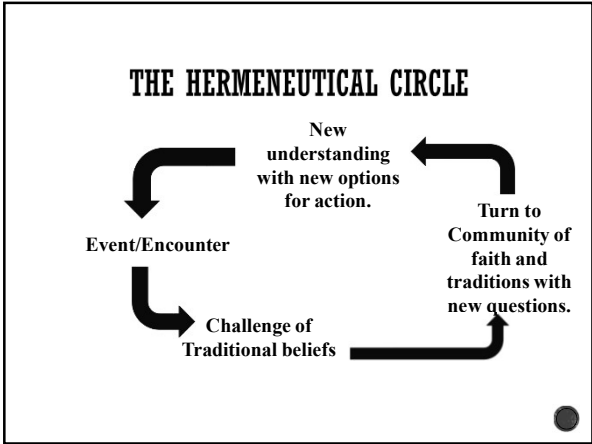 THE HERMENEUTICAL CIRCLE
New
understanding
with new options
for action.
Event/Encounter
Challenge of
Traditional beliefs
Turn to
Community of
faith and
traditions with
new questions.